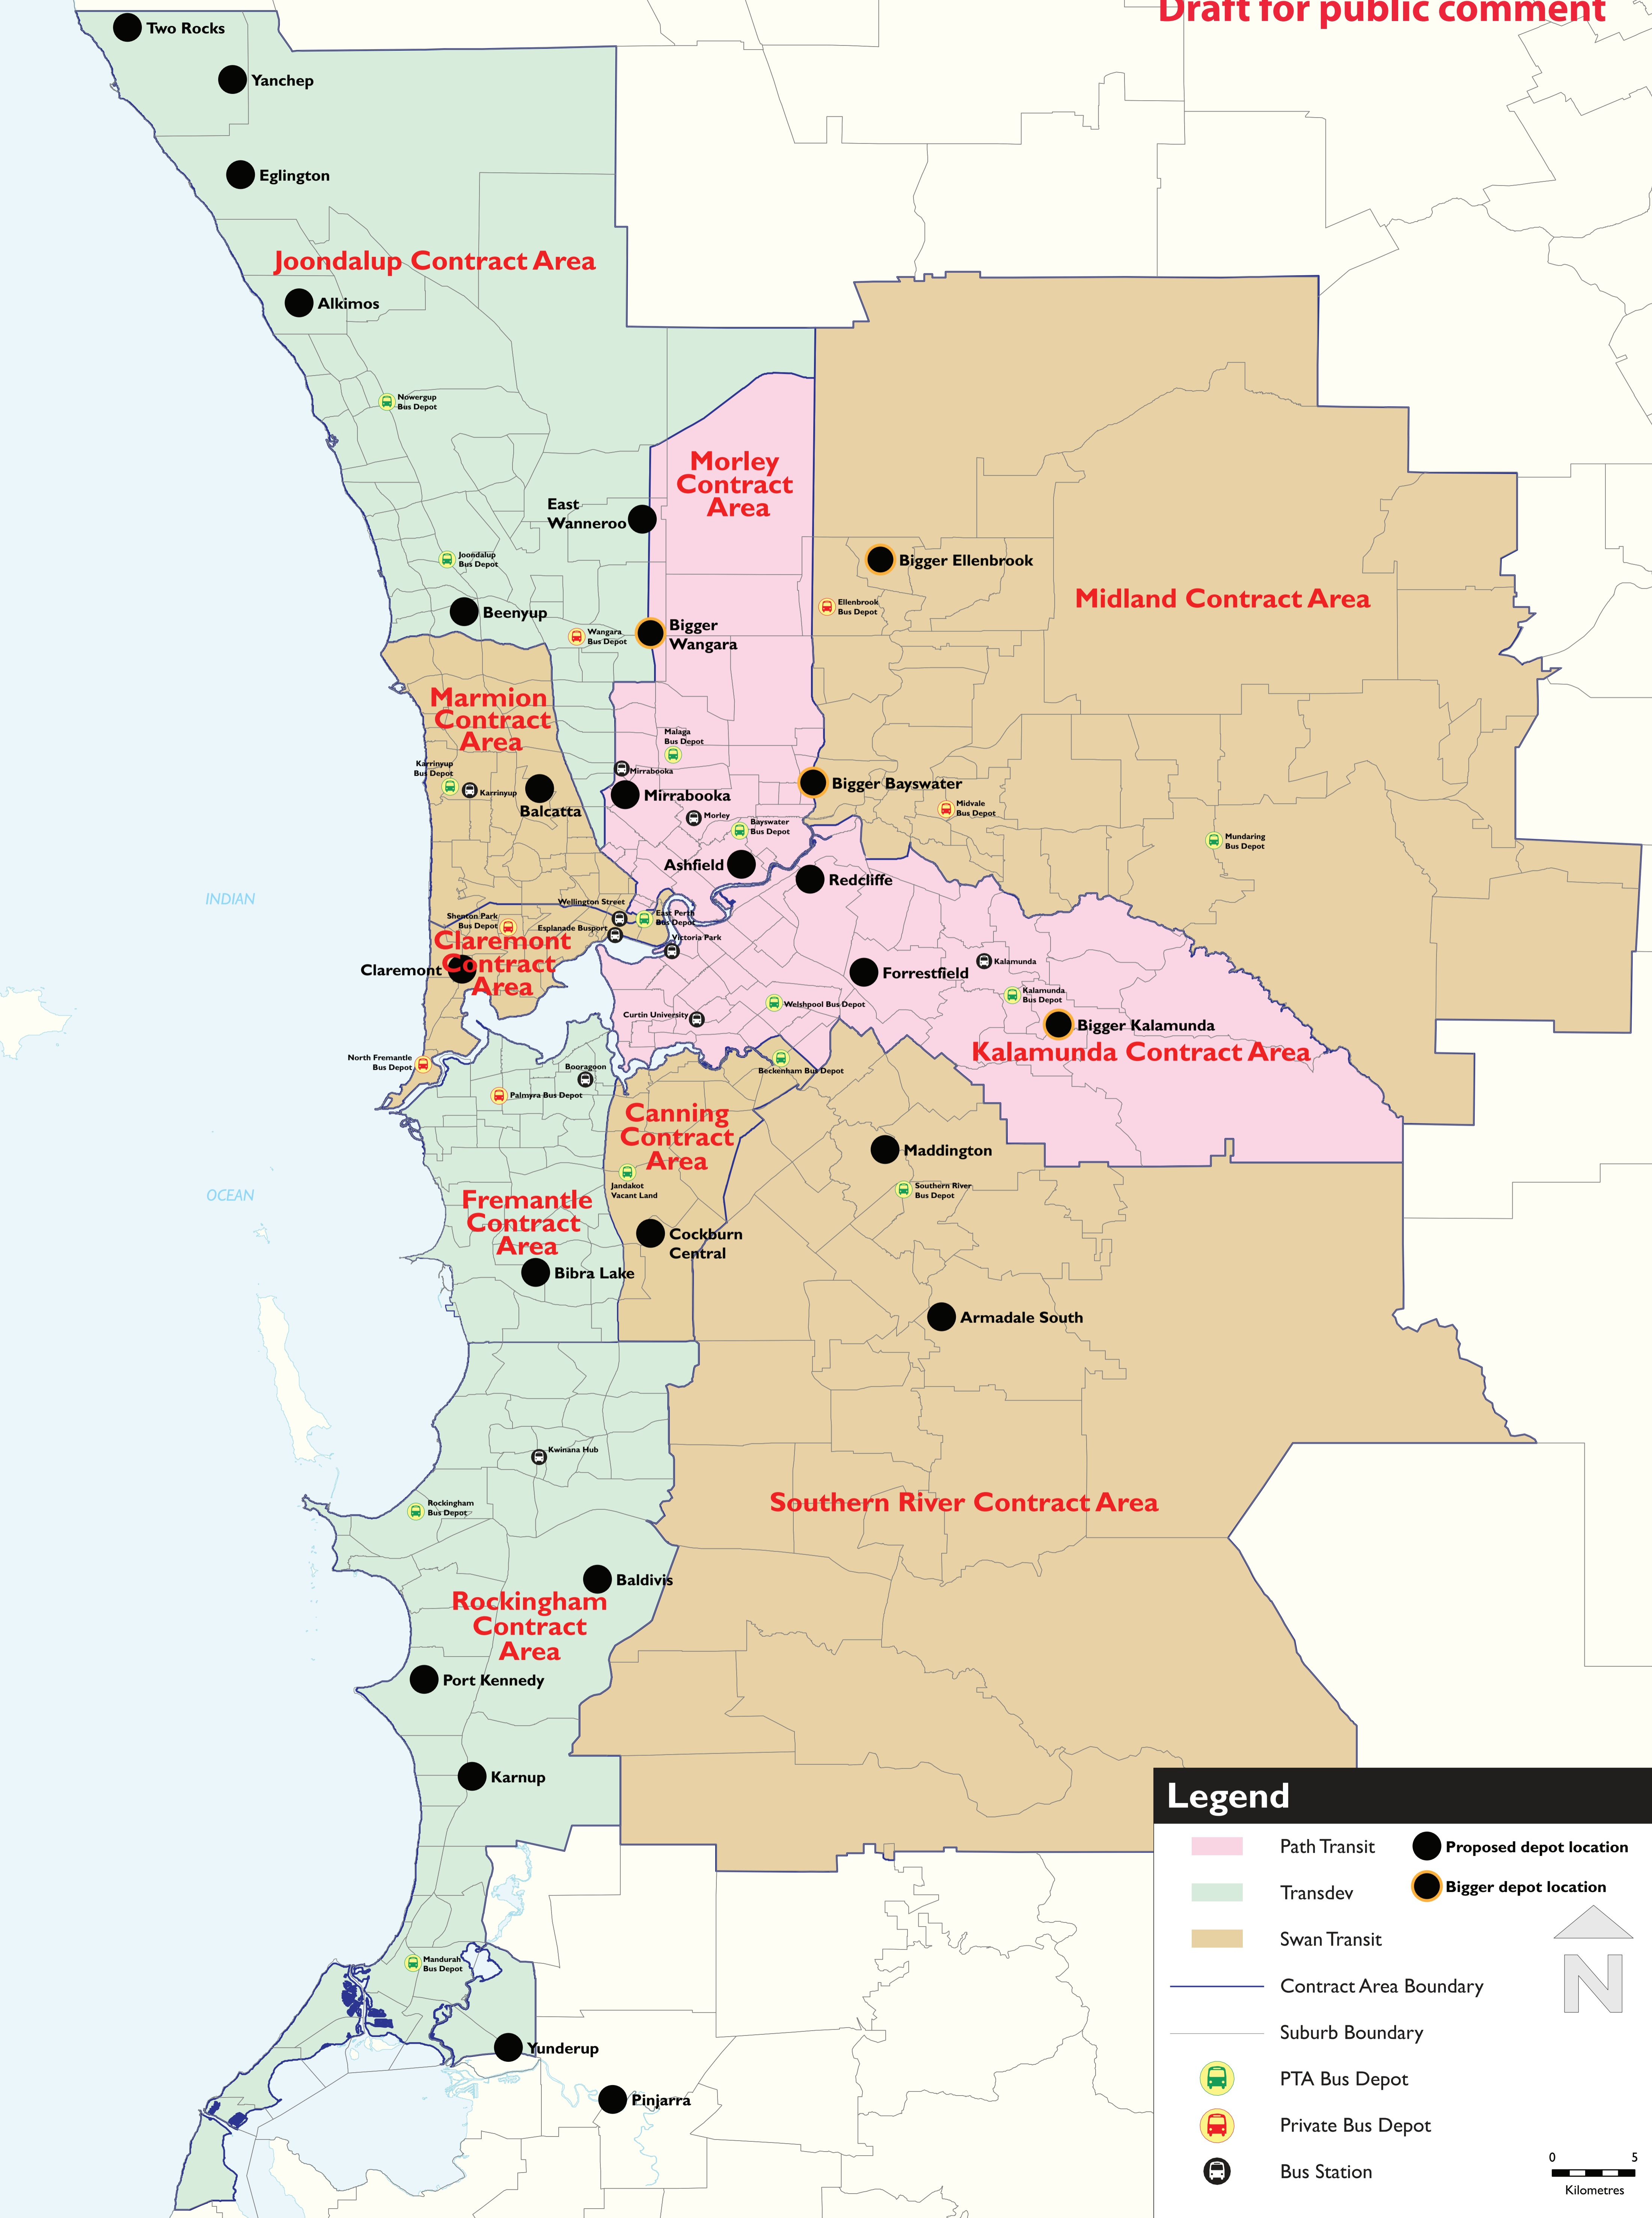 Draft for public comment
Two Rocks
Yanchep
Eglington
Joondalup Contract Area
Alkimos
Nowergup
Bus Depot
Morley
Contract
Area
East
Wanneroo
Joondalup
Bus Depot
Bigger Ellenbrook
Midland Contract Area
Ellenbrook
Bus Depot
Beenyup
Wangara
Bus Depot
Bigger
Wangara
Marmion
Contract
Area
Malaga
Bus Depot
Karrinyup
Bus Depot
Karrinyup
Balcatta
Mirrabooka
Mirrabooka
Bigger Bayswater
Midvale
Bus Depot
Morley
Bayswater
Bus Depot
Mundaring
Bus Depot
Ashfield
Redcliffe
INDIAN
Wellington Street
Shenton Park
Bus Depot
Esplanade Busport
East Perth
Bus Depot
Victoria Park
Claremont
Contract
Area
Claremont
Forrestfield
Kalamunda
Kalamunda
Bus Depot
Welshpool Bus Depot
Curtin University
Bigger Kalamunda
Kalamunda Contract Area
North Fremantle
Bus Depot
Booragoon
Beckenham Bus Depot
Palmyra Bus Depot
Canning
Contract
Area
Maddington
Jandakot
Vacant Land
Southern River
Bus Depot
OCEAN
Fremantle
Contract
Area
Cockburn
Central
Bibra Lake
Armadale South
Kwinana Hub
Rockingham
Bus Depot
Southern River Contract Area
Baldivis
Rockingham
Contract
Area
Port Kennedy
Karnup
Mandurah
Bus Depot
Yunderup
Pinjarra
Legend
Path Transit
Proposed depot location
Transdev
Bigger depot location
Swan Transit
Contract Area Boundary
N
Suburb Boundary
PTA Bus Depot
Private Bus Depot
Bus Station
0 5
Kilometres